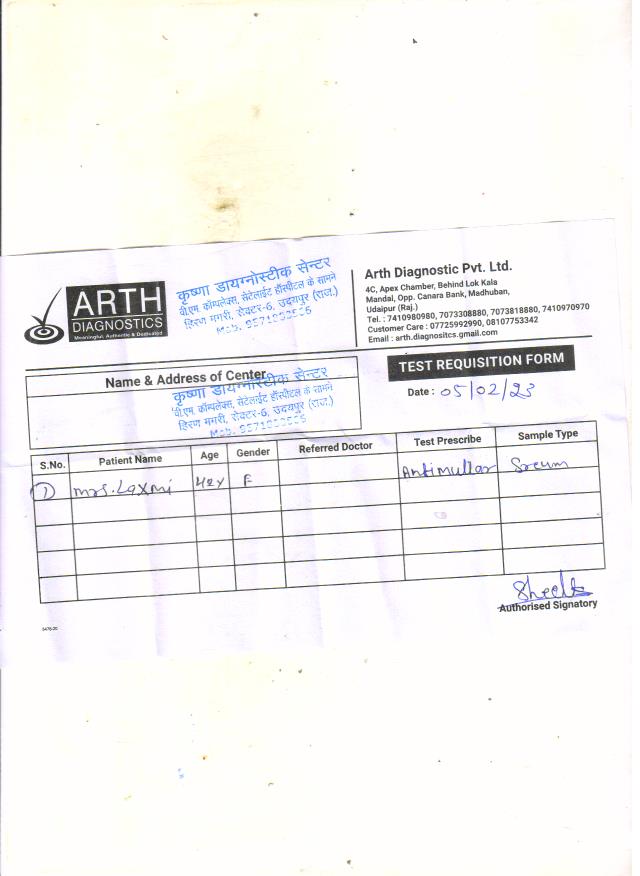 ARTH
DIAGNOSTICS
Meaningful, Authentic & Dedicated
कृष्णा डायग्नोस्टीक सेन्टर
बी.एम. कॉम्पलेक्स, सेटेलाईट हॉस्पीटल के सामने
हिरण मगरी, सेक्टर-6, उदयपुर (राज.)
Mob.
Arth Diagnostic Pvt. Ltd.
4C, Apex Chamber, Behind Lok Kala
Mandal, Opp. Canara Bank, Madhuban,
Udaipur (Raj.)
Tel. : 7410980980, 7073308880, 7073818880, 7410970970
Customer Care : 07725992990, 08107753342
Email : arth.diagnositcs.gmail.com
TEST REQUISITION FORM
Date : 05/02/23
Name & Address of Center
कृष्णा डायग्नोस्टीक सेन्टर
बी.एम. कॉम्पलेक्स, सेटेलाईट हॉस्पीटल के सामने
हिरण मगरी, सेक्टर-6, उदयपुर (राज.)
Mob.
S.No. Patient Name Age Gender Referred Doctor Test Prescribe Sample Type
1 Mrs. Laxmi 42Y F Antimullar Serum
Authorised Signatory